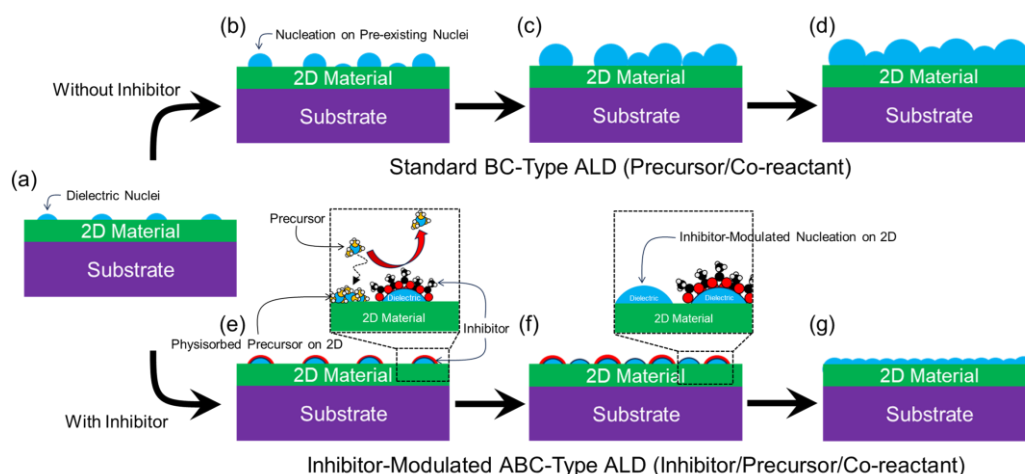 (b)
Nucleation on Pre-existing Nuclei
2D Material
Substrate
(c)
2D Material
Substrate
(d)
2D Material
Substrate
Without Inhibitor
Standard BC-Type ALD (Precursor/Co-reactant)
(a)
Dielectric Nuclei
2D Material
Substrate
Precursor
Dielectric
2D Material
Inhibitor
Inhibitor-Modulated Nucleation on 2D
Dielectric
Dielectric
2D Material
(e)
Physisorbed Precursor on 2D
2D Material
Substrate
(f)
2D Material
Substrate
(g)
2D Material
Substrate
With Inhibitor
Inhibitor-Modulated ABC-Type ALD (Inhibitor/Precursor/Co-reactant)